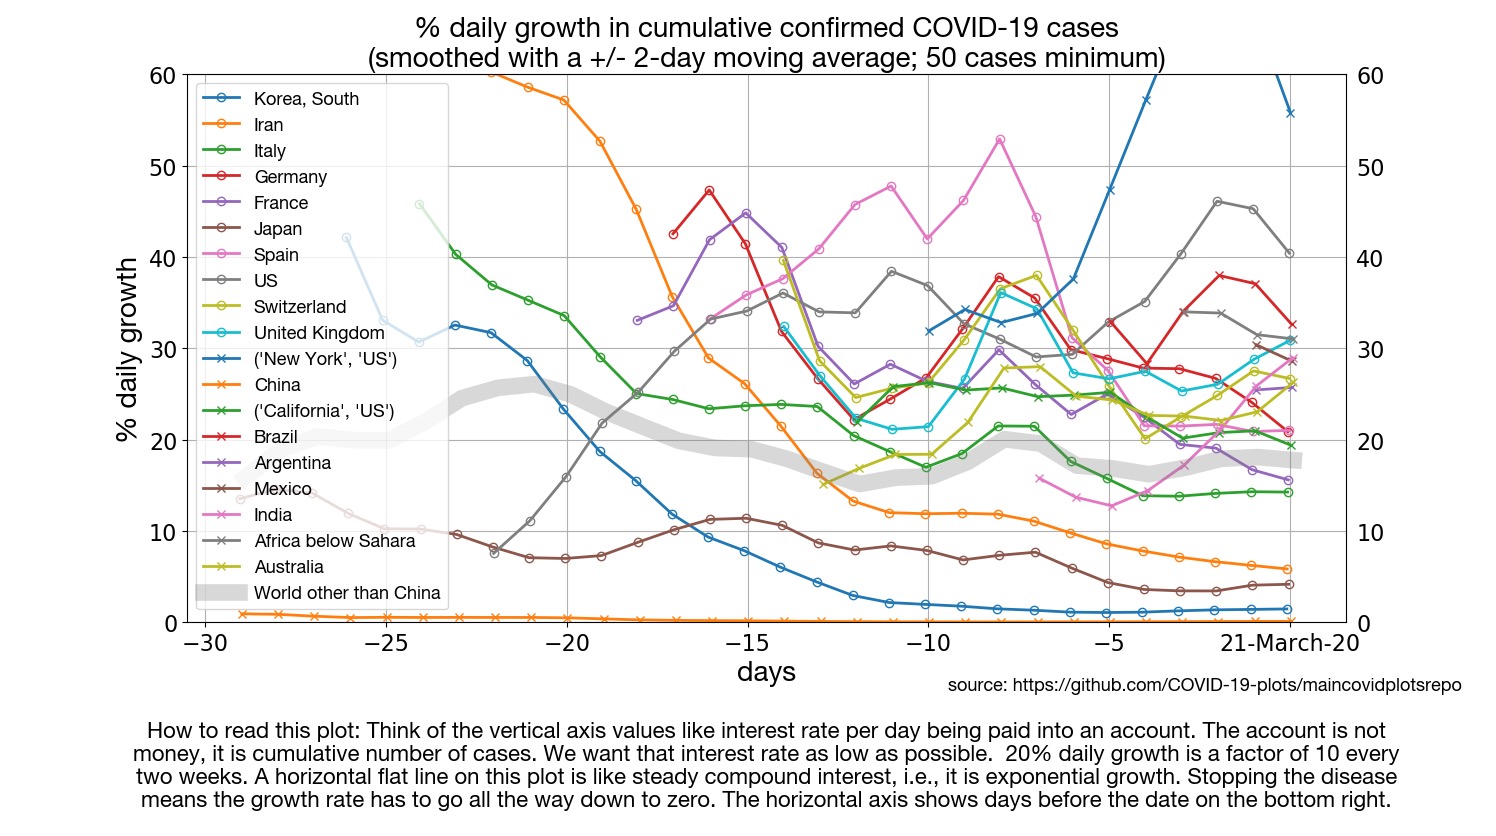 % daily growth in cumulative confirmed COVID-19 cases
(smoothed with a +/- 2-day moving average; 50 cases minimum)
60
50
40
30
20
10
0
% daily growth
Korea, South
Iran
Italy
Germany
France
Japan
Spain
US
Switzerland
United Kingdom
('New York', 'US')
China
('California', 'US')
Brazil
Argentina
Mexico
India
Africa below Sahara
Australia
World other than China
60
50
40
30
20
10
0
−30 −25 −20 −15 −10 −5 21-March-20
days
source: https://github.com/COVID-19-plots/maincovidplotsrepo
How to read this plot: Think of the vertical axis values like interest rate per day being paid into an account. The account is not
money, it is cumulative number of cases. We want that interest rate as low as possible.  20% daily growth is a factor of 10 every
two weeks. A horizontal flat line on this plot is like steady compound interest, i.e., it is exponential growth. Stopping the disease
means the growth rate has to go all the way down to zero. The horizontal axis shows days before the date on the bottom right.